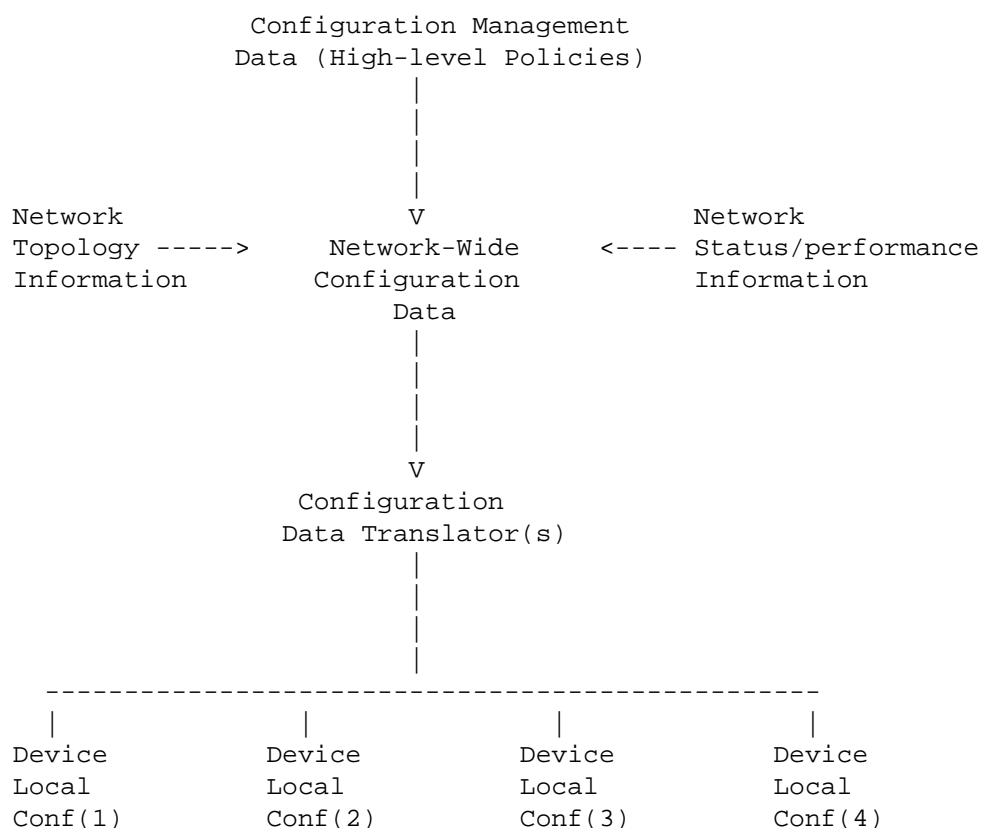 Configuration Management
Data (High-level Policies)
|
|
|
|
Network V Network
Topology -----> Network-Wide <---- Status/performance
Information Configuration Information
Data
|
|
|
|
V
Configuration
Data Translator(s)
|
|
|
|
-------------------------------------------------
| | | |
Device Device Device Device
Local Local Local Local
Conf(1) Conf(2) Conf(3) Conf(4)